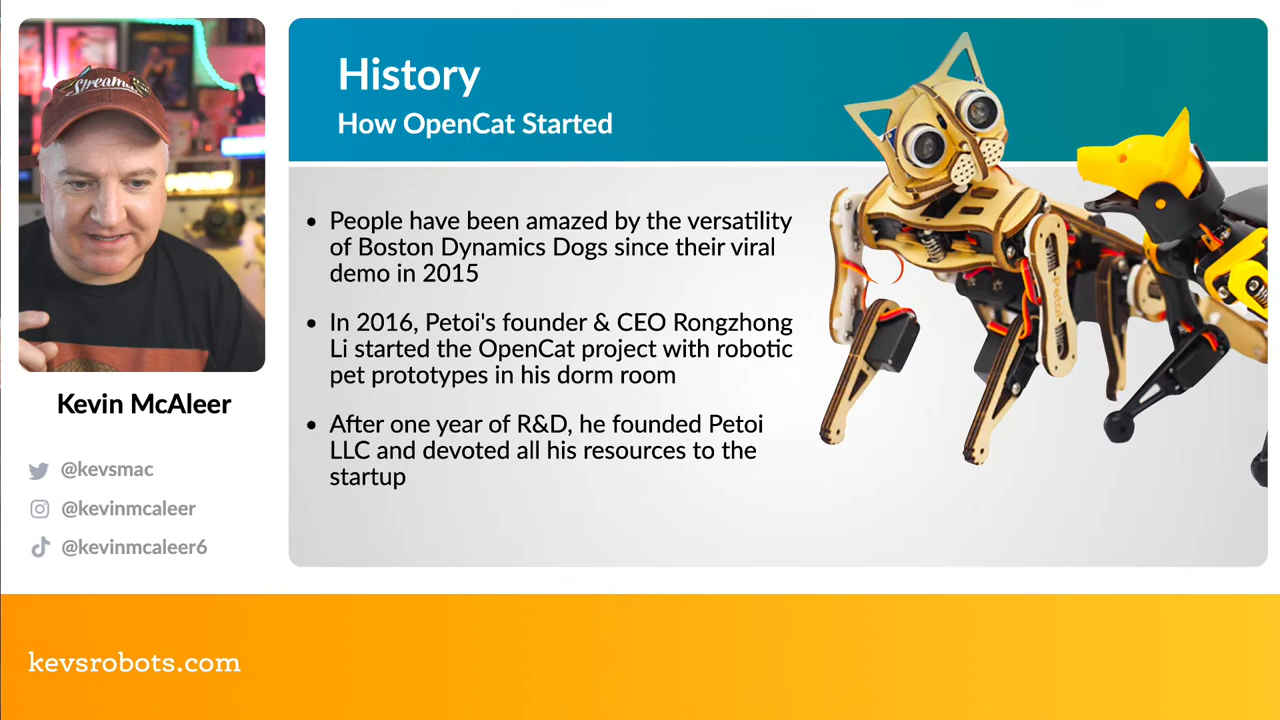 Streamer
Kevin McAleer
@kevsmac
@kevinmcaleer
@kevinmcaleer6
History
How OpenCat Started
• People have been amazed by the versatility
of Boston Dynamics Dogs since their viral
demo in 2015
• In 2016, Petoi's founder & CEO Rongzhong
Li started the OpenCat project with robotic
pet prototypes in his dorm room
• After one year of R&D, he founded Petoi
LLC and devoted all his resources to the
startup
Petoi
kevsrobots.com